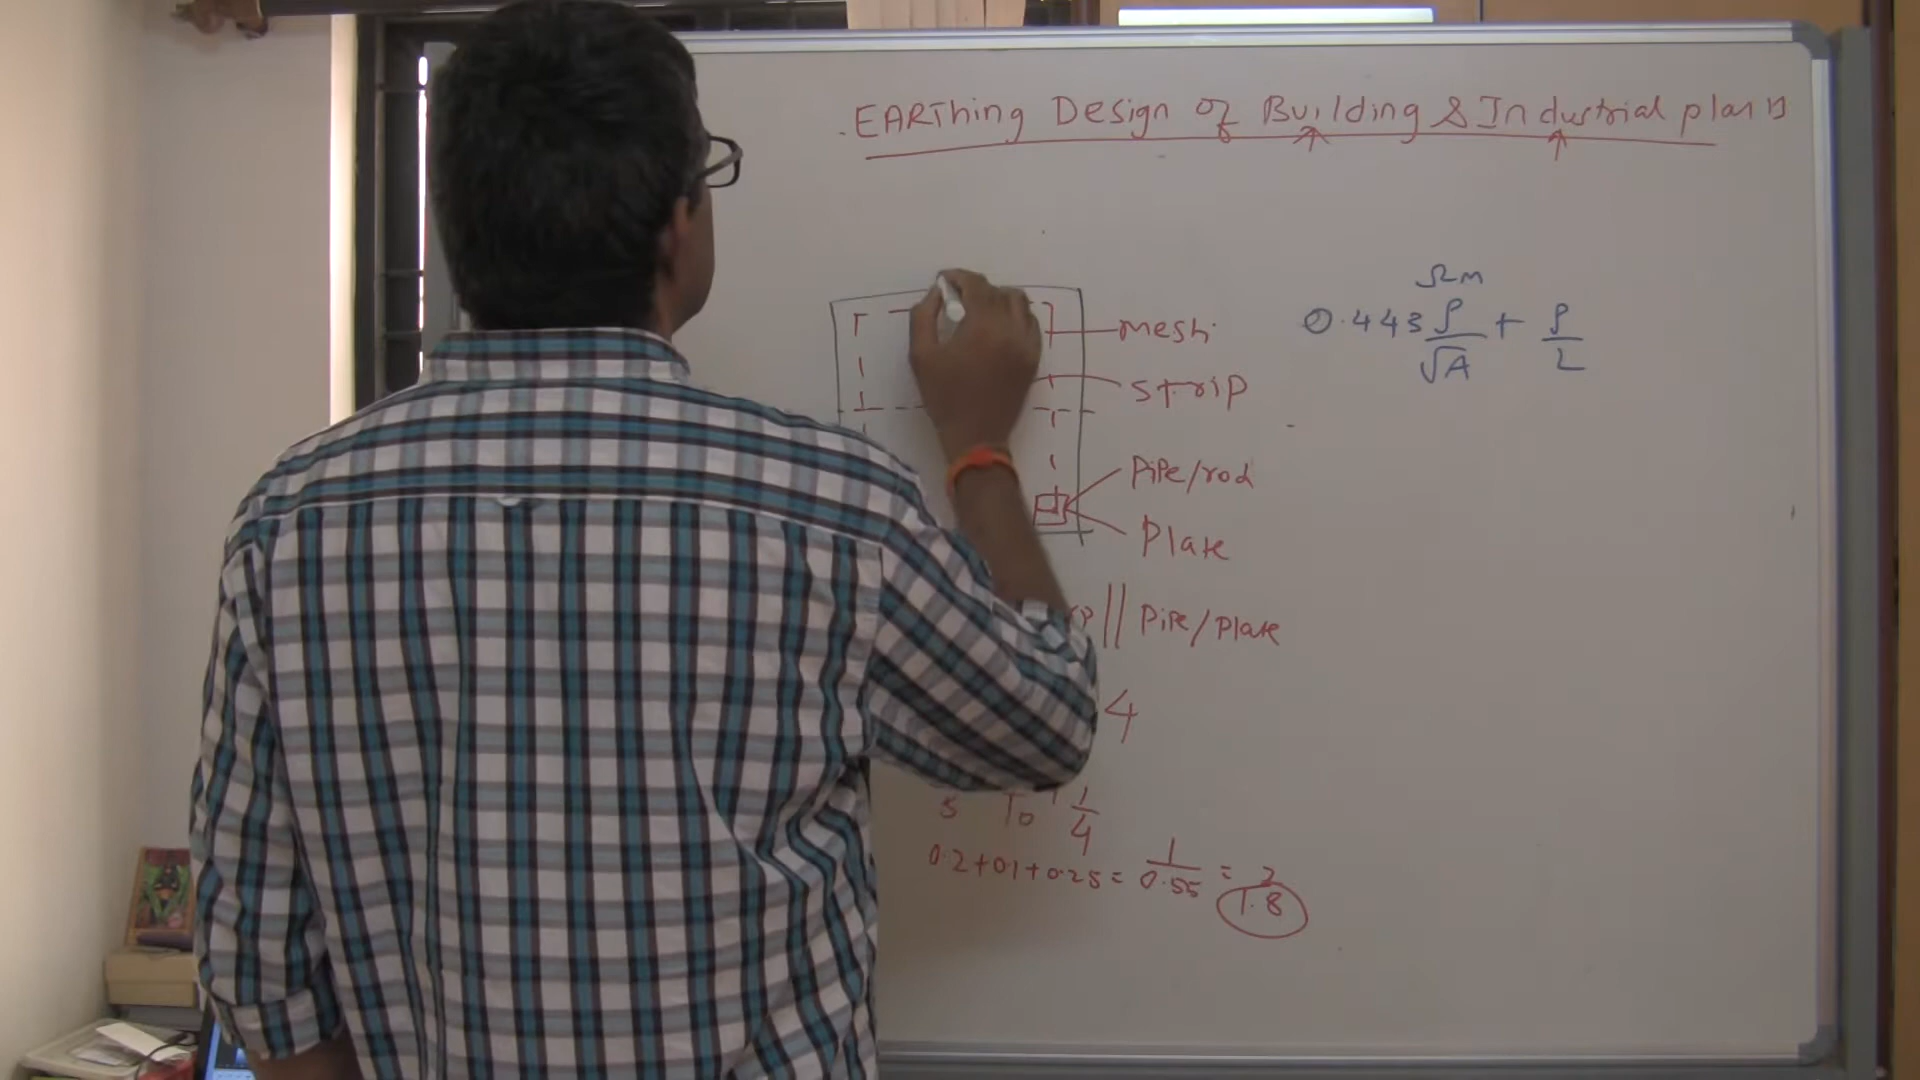 EARThing Design of Building & Industrial plants
Ωm
0.443 ρ/√A + ρ/L
mesh
strip
Pipe/rod
Plate
|| Pipe/Plate
4
5 10 1/4
0.2+0.1+0.25 = 1/0.55 = 2
1.8